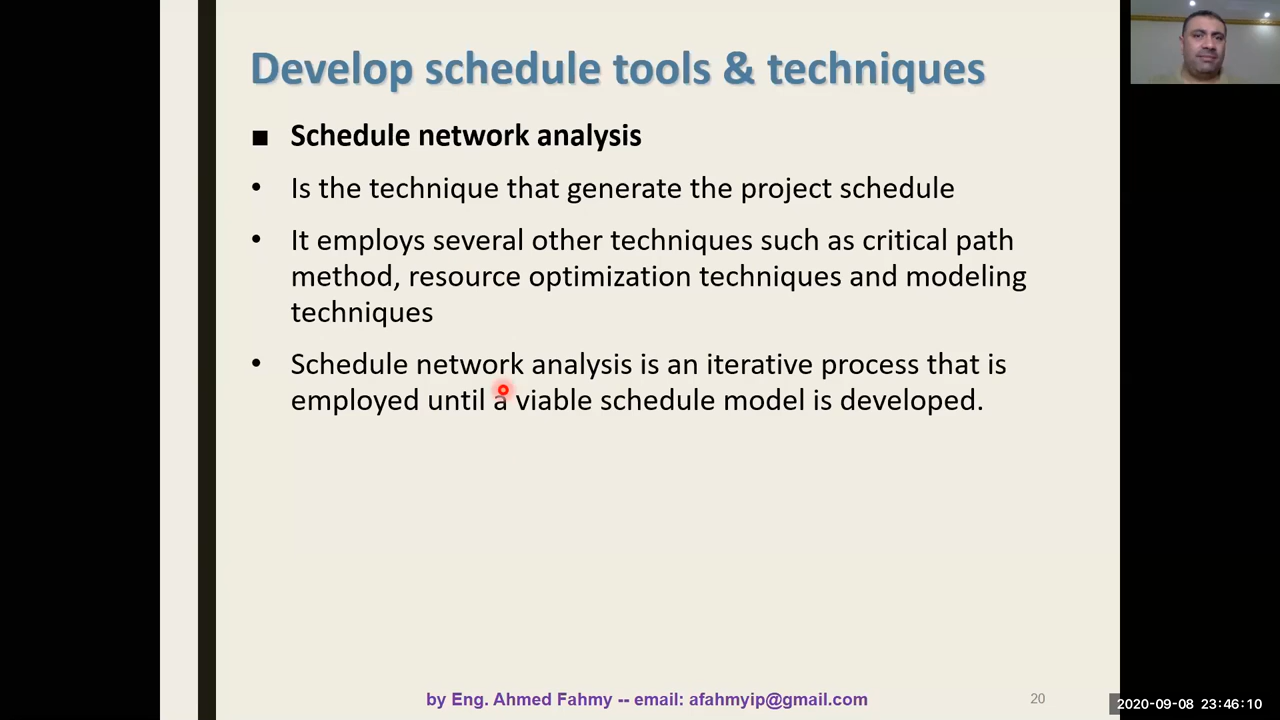 Develop schedule tools & techniques
■ Schedule network analysis
• Is the technique that generate the project schedule
• It employs several other techniques such as critical path
method, resource optimization techniques and modeling
techniques
• Schedule network analysis is an iterative process that is
employed until a viable schedule model is developed.
by Eng. Ahmed Fahmy -- email: afahmyip@gmail.com
20
2020-09-08 23:46:10